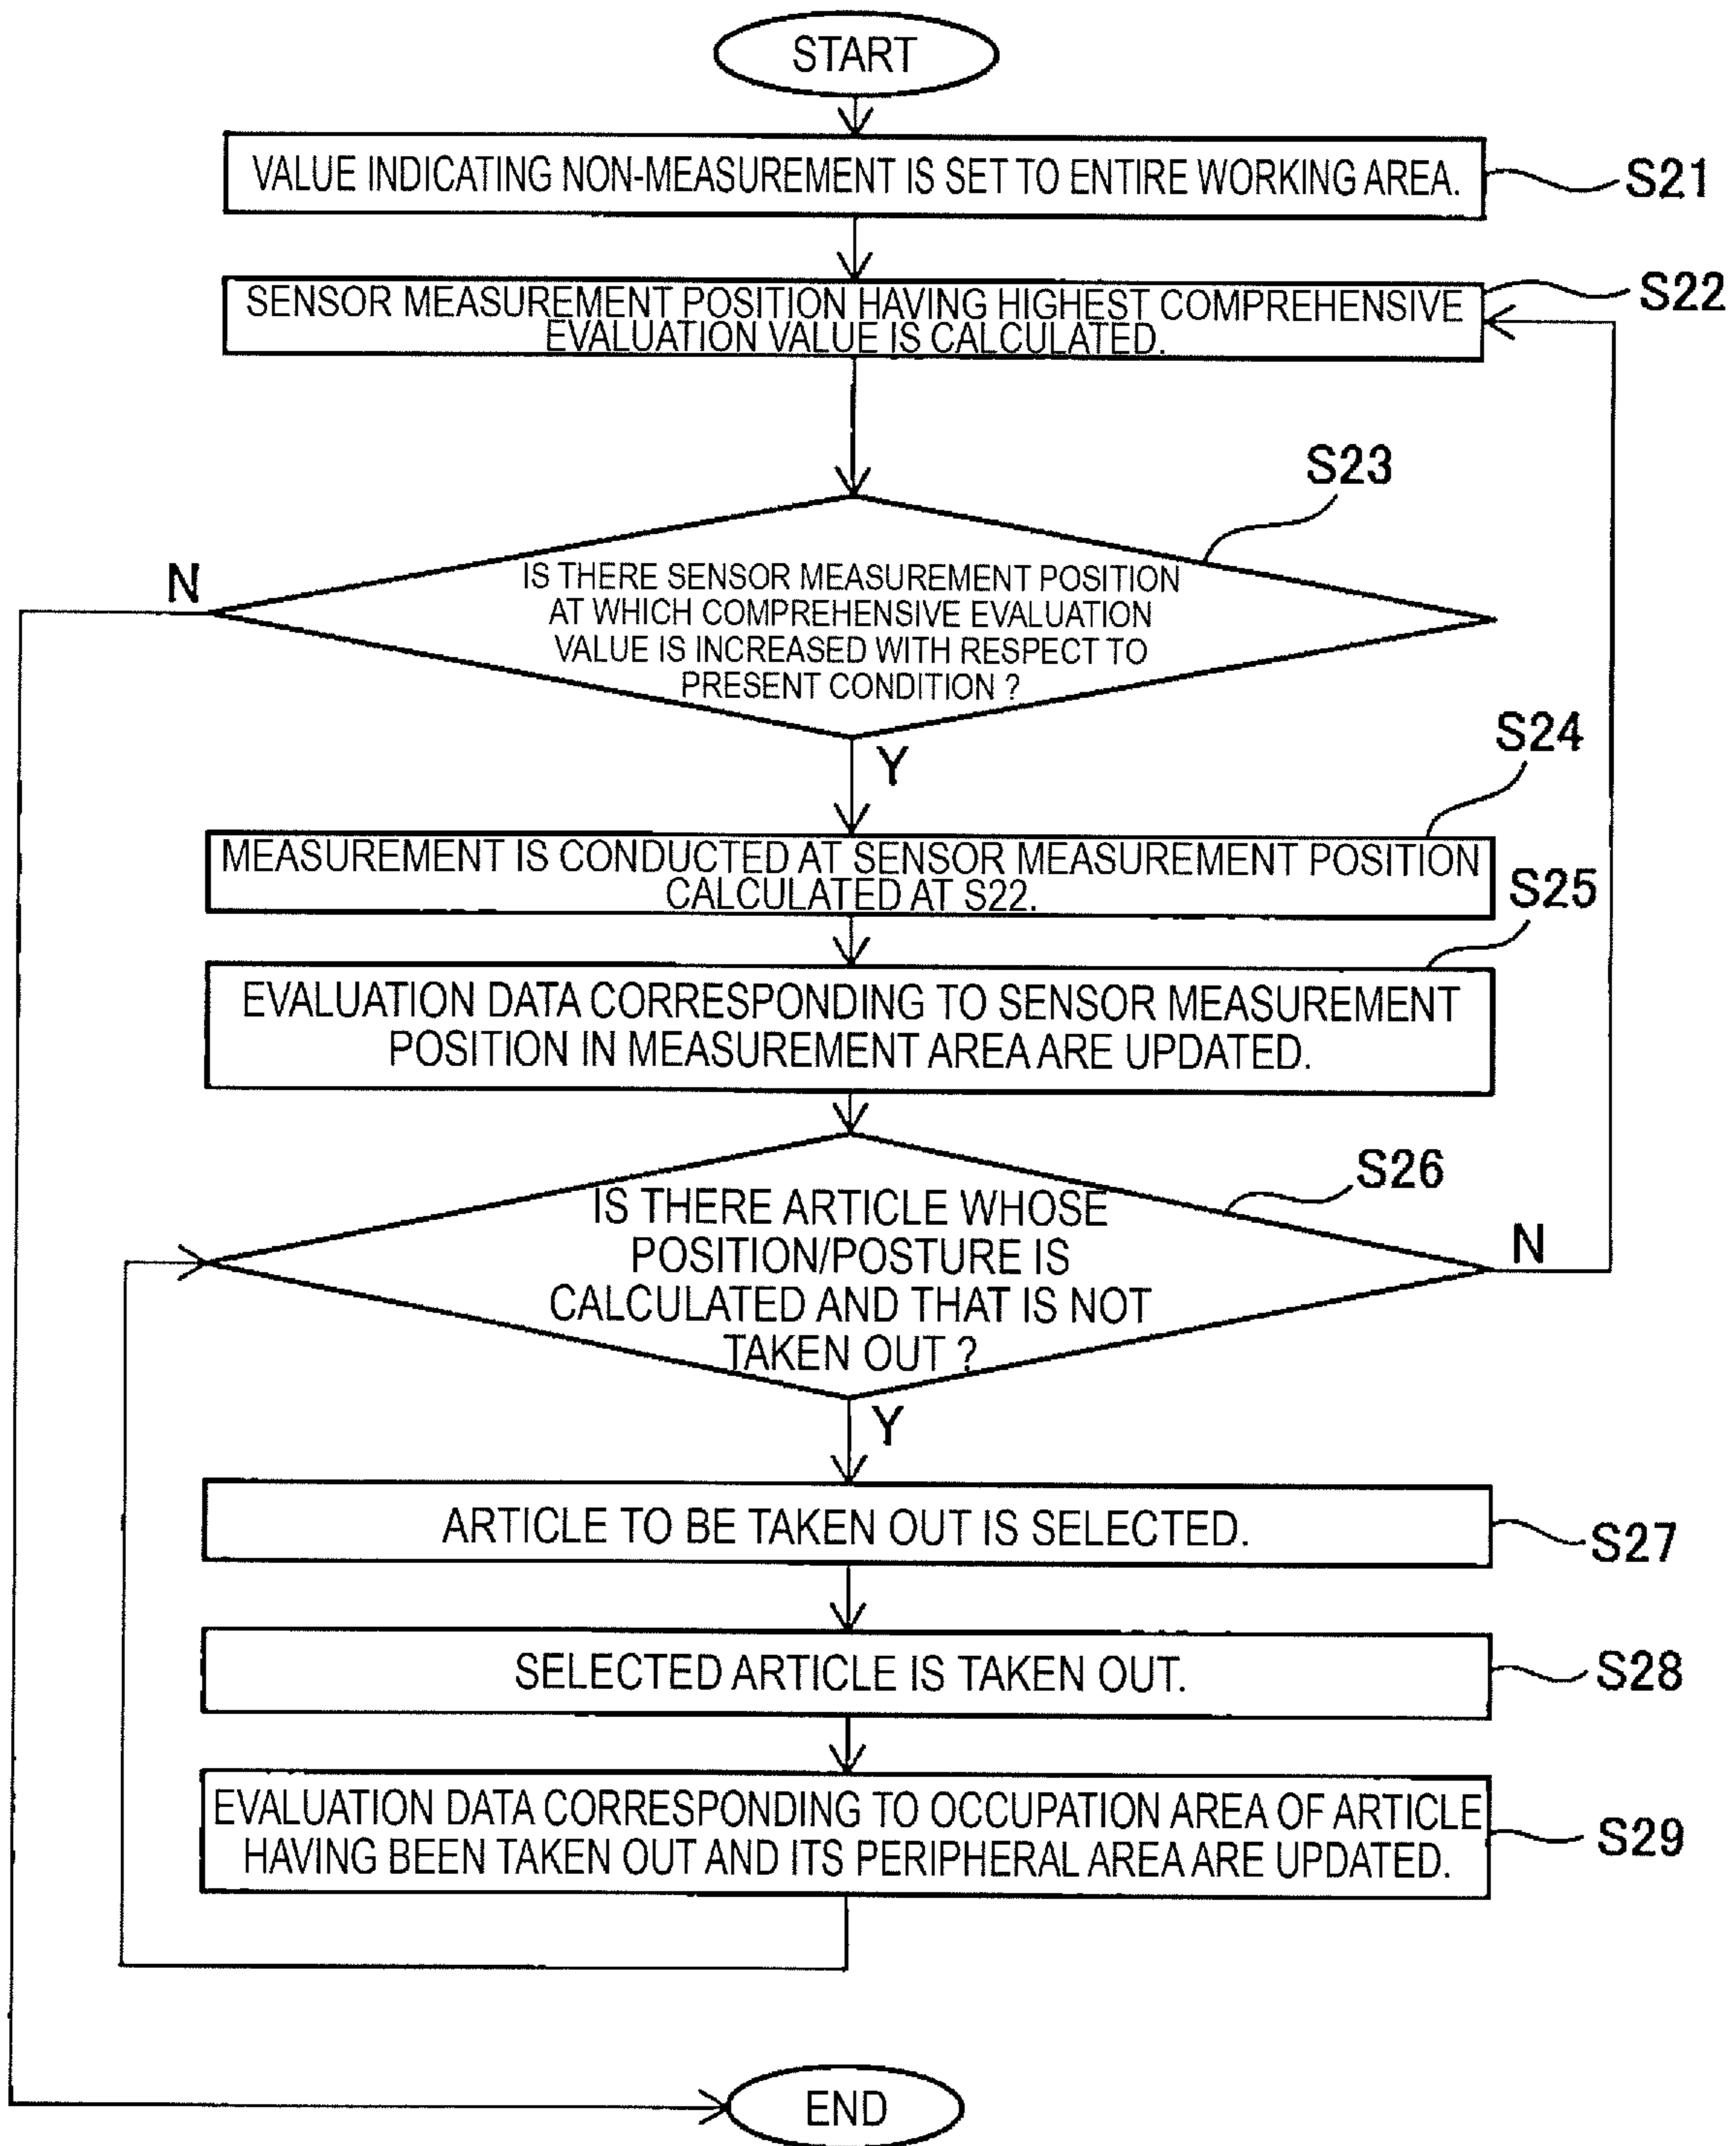 START
VALUE INDICATING NON-MEASUREMENT IS SET TO ENTIRE WORKING AREA.
S21
SENSOR MEASUREMENT POSITION HAVING HIGHEST COMPREHENSIVE
EVALUATION VALUE IS CALCULATED.
S22
S23
N
IS THERE SENSOR MEASUREMENT POSITION
AT WHICH COMPREHENSIVE EVALUATION
VALUE IS INCREASED WITH RESPECT TO
PRESENT CONDITION ?
Y
S24
MEASUREMENT IS CONDUCTED AT SENSOR MEASUREMENT POSITION
CALCULATED AT S22.
S25
EVALUATION DATA CORRESPONDING TO SENSOR MEASUREMENT
POSITION IN MEASUREMENT AREA ARE UPDATED.
S26
IS THERE ARTICLE WHOSE
POSITION/POSTURE IS
CALCULATED AND THAT IS NOT
TAKEN OUT ?
N
Y
ARTICLE TO BE TAKEN OUT IS SELECTED.
S27
SELECTED ARTICLE IS TAKEN OUT.
S28
EVALUATION DATA CORRESPONDING TO OCCUPATION AREA OF ARTICLE
HAVING BEEN TAKEN OUT AND ITS PERIPHERAL AREA ARE UPDATED.
S29
END